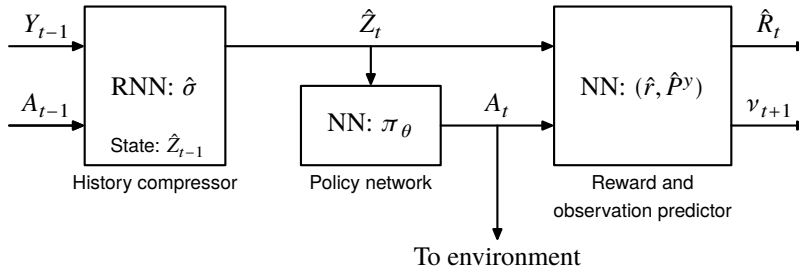 Y_{t−1}
Ẑ_t
R̂_t
RNN: σ̂
NN: (r̂, P̂^y)
A_{t−1}
NN: π_θ
A_t
ν_{t+1}
State: Ẑ_{t−1}
History compressor
Policy network
Reward and
observation predictor
To environment